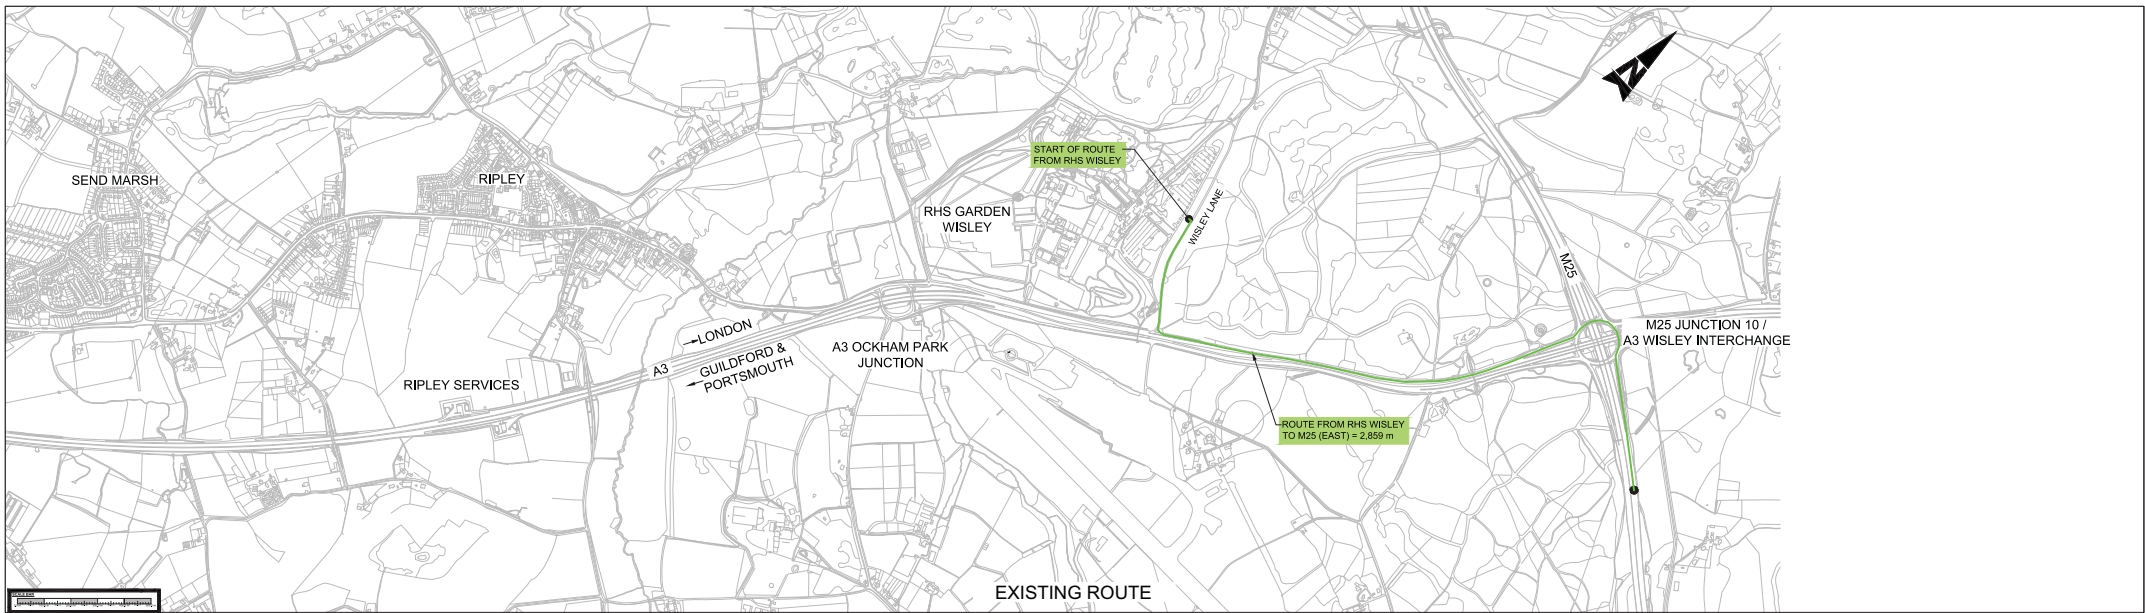 SEND MARSH
RIPLEY
START OF ROUTE
FROM RHS WISLEY
RHS GARDEN
WISLEY
WISLEY LANE
N
M25
M25 JUNCTION 10 /
A3 WISLEY INTERCHANGE
LONDON
A3
GUILDFORD &
PORTSMOUTH
A3 OCKHAM PARK
JUNCTION
RIPLEY SERVICES
ROUTE FROM RHS WISLEY
TO M25 (EAST) = 2,859 m
EXISTING ROUTE
SCALE BAR